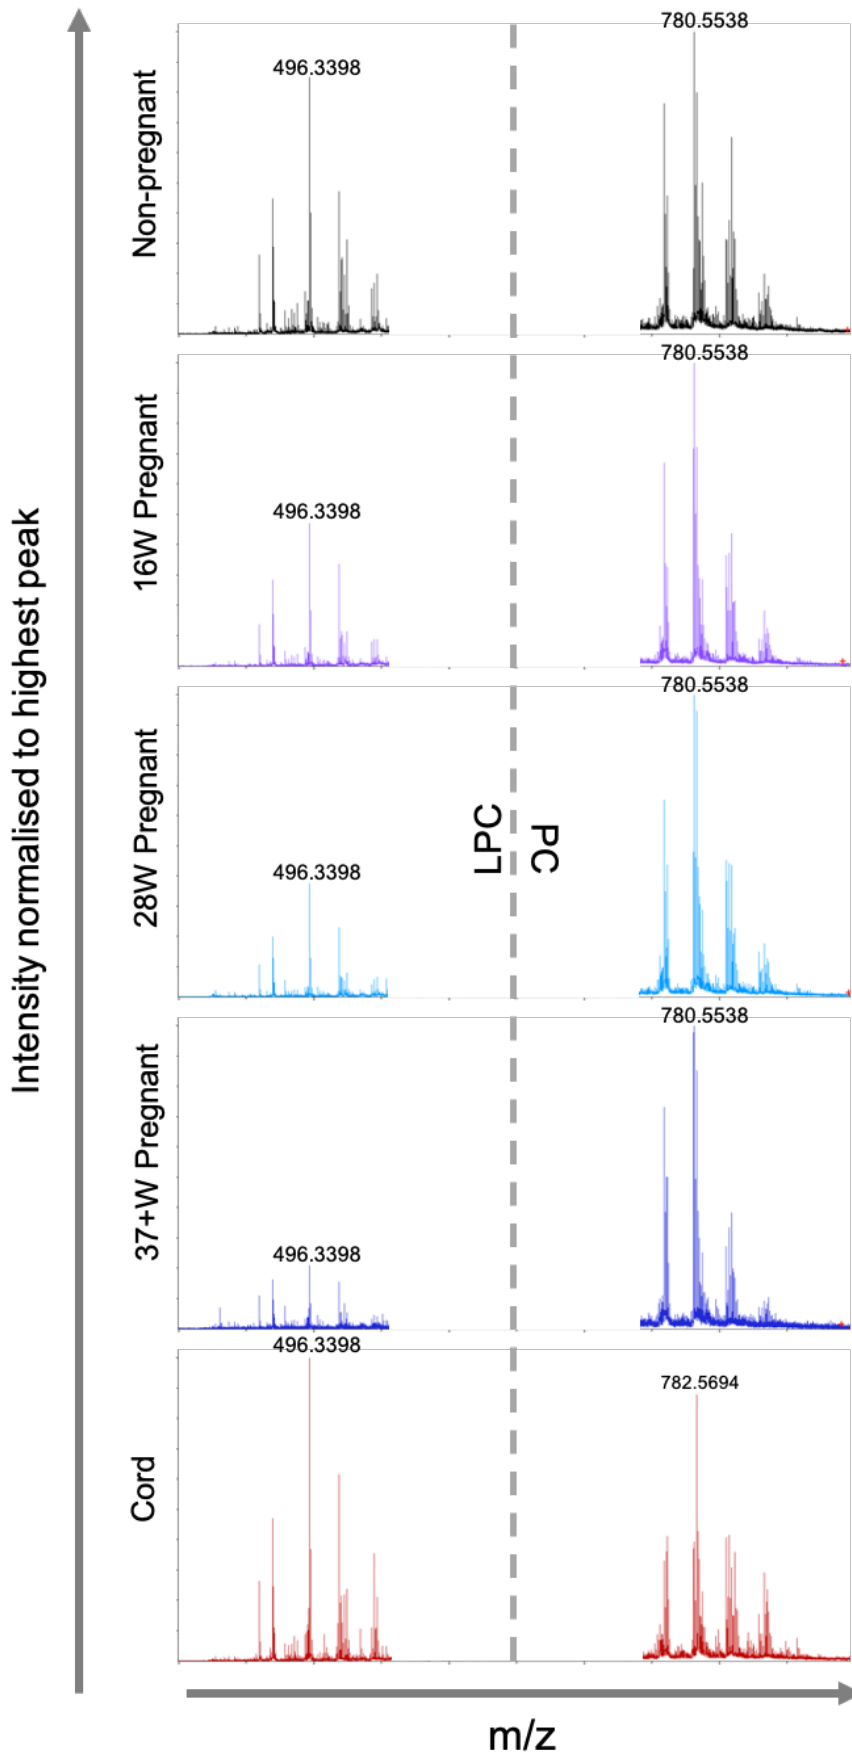 Intensity normalised to highest peak
Non-pregnant
496.3398
780.5538
16W Pregnant
496.3398
780.5538
28W Pregnant
496.3398
780.5538
LPC
PC
37+W Pregnant
496.3398
780.5538
Cord
496.3398
782.5694
m/z